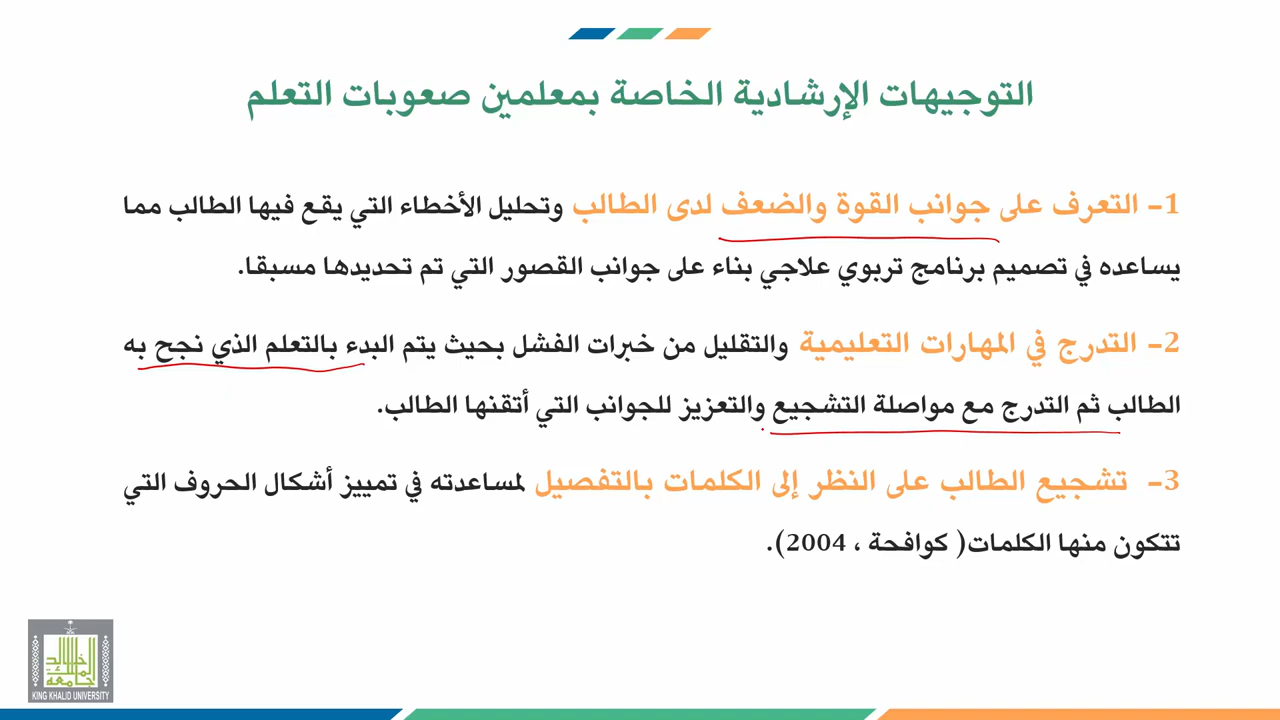 التوجيهات الإرشادية الخاصة بمعلمين صعوبات التعلم
1- التعرف على جوانب القوة والضعف لدى الطالب وتحليل الأخطاء التي يقع فيها الطالب مما
يساعده في تصميم برنامج تربوي علاجي بناء على جوانب القصور التي تم تحديدها مسبقا.
2- التدرج في المهارات التعليمية والتقليل من خبرات الفشل بحيث يتم البدء بالتعلم الذي نجح به
الطالب ثم التدرج مع مواصلة التشجيع والتعزيز للجوانب التي أتقنها الطالب.
3- تشجيع الطالب على النظر إلى الكلمات بالتفصيل لمساعدته في تمييز أشكال الحروف التي
تتكون منها الكلمات( كوافحة ، 2004).
جامعة الملك خالد
KING KHALID UNIVERSITY